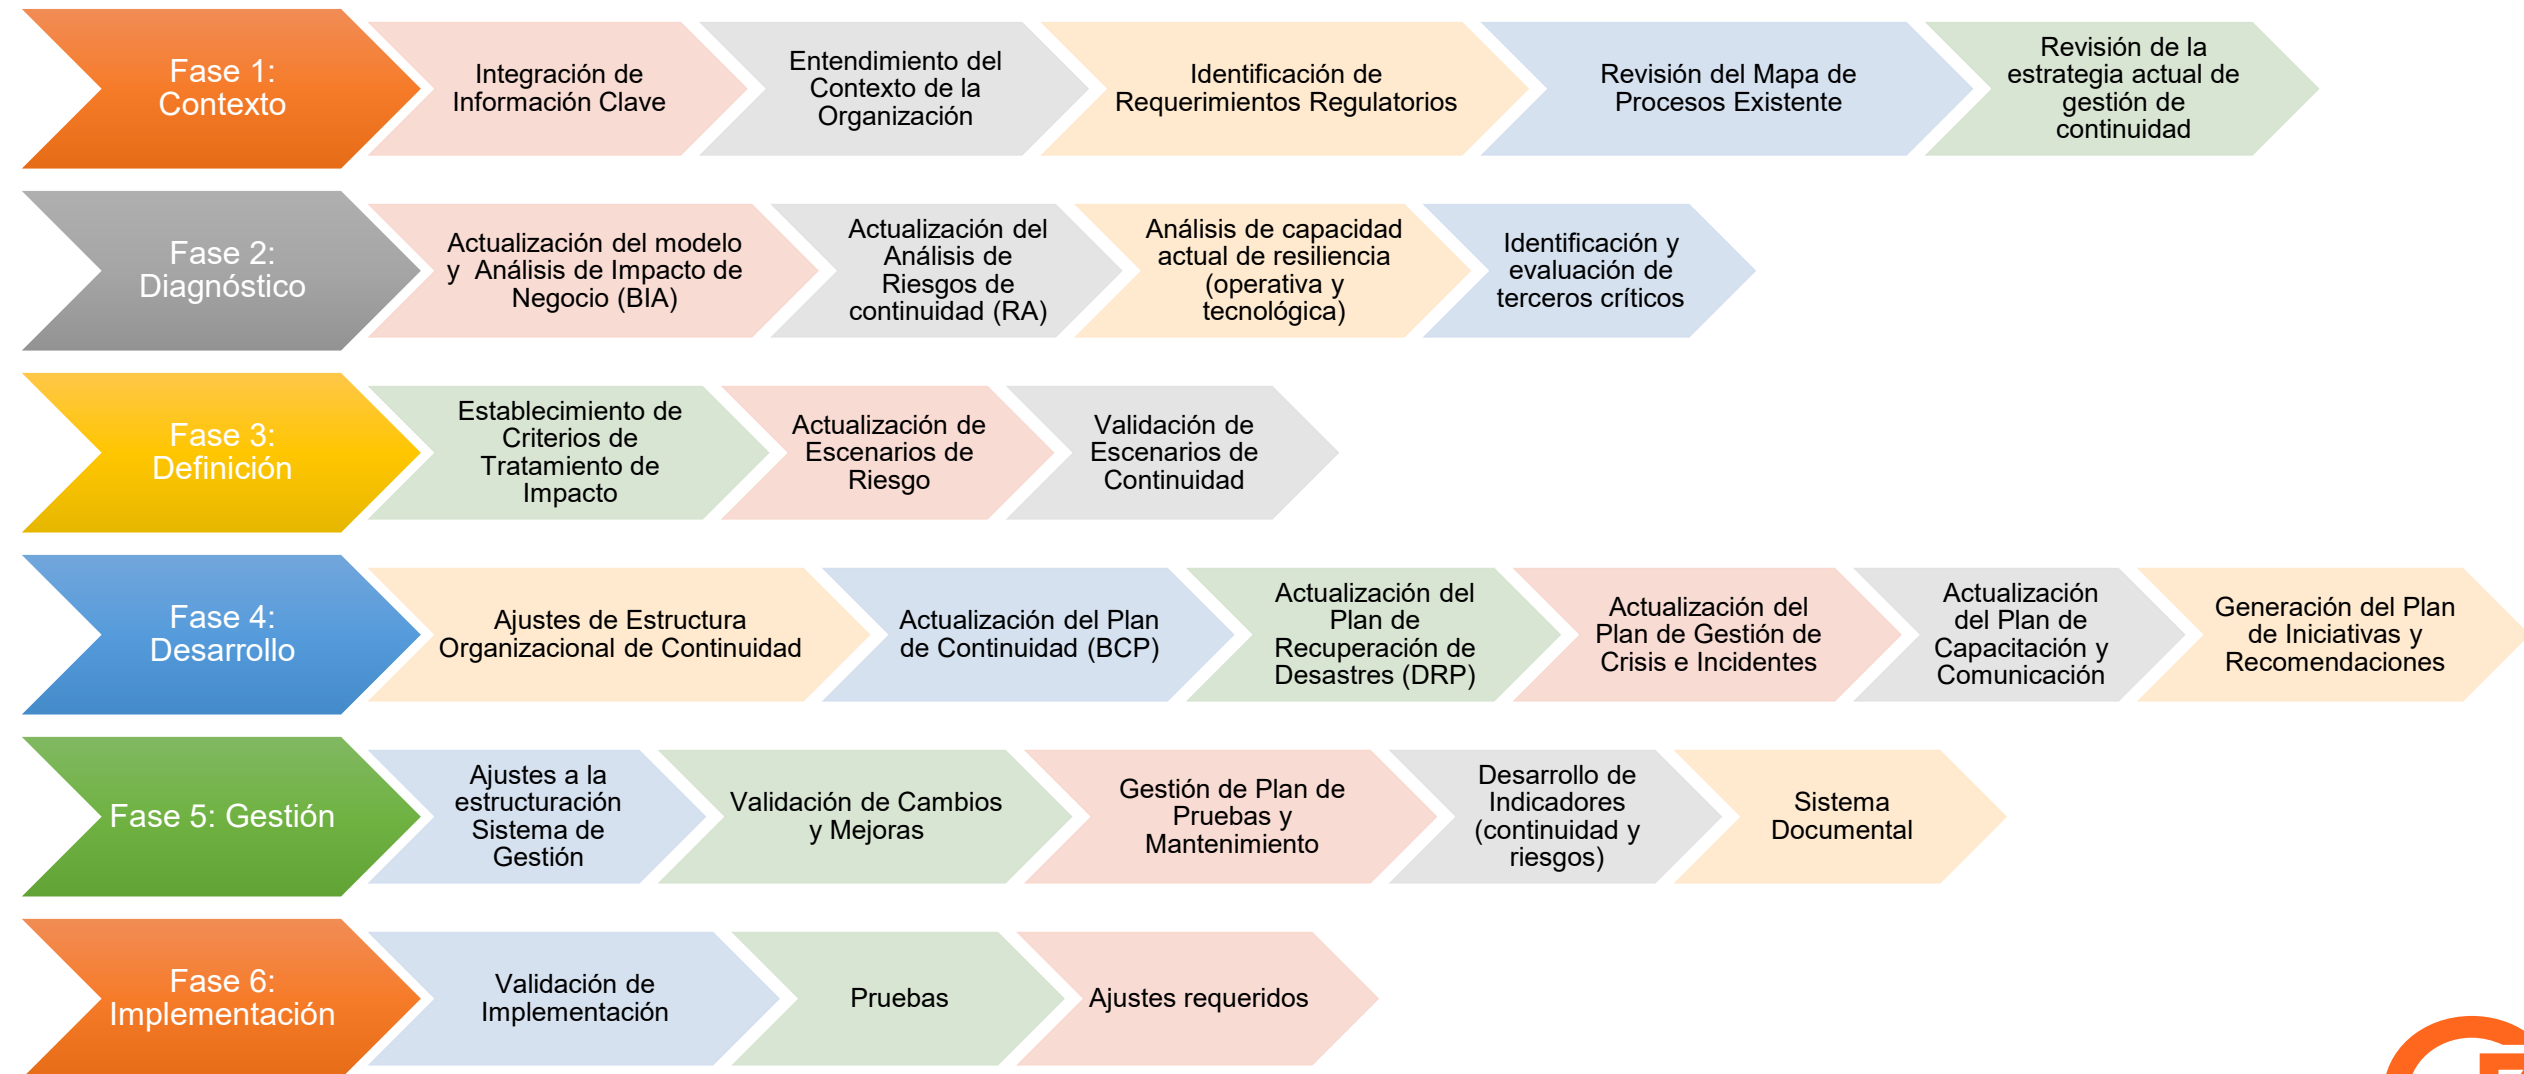 Fase 1:
Contexto
Integración de
Información Clave
Entendimiento del
Contexto de la
Organización
Identificación de
Requerimientos Regulatorios
Revisión del Mapa de
Procesos Existente
Revisión de la
estrategia actual de
gestión de
continuidad
Fase 2:
Diagnóstico
Actualización del modelo
y  Análisis de Impacto de
Negocio (BIA)
Actualización del
Análisis de
Riesgos de
continuidad (RA)
Análisis de capacidad
actual de resiliencia
(operativa y
tecnológica)
Identificación y
evaluación de
terceros críticos
Fase 3:
Definición
Establecimiento de
Criterios de
Tratamiento de
Impacto
Actualización de
Escenarios de
Riesgo
Validación de
Escenarios de
Continuidad
Fase 4:
Desarrollo
Ajustes de Estructura
Organizacional de Continuidad
Actualización del Plan
de Continuidad (BCP)
Actualización del
Plan de
Recuperación de
Desastres (DRP)
Actualización del
Plan de Gestión de
Crisis e Incidentes
Actualización
del Plan de
Capacitación y
Comunicación
Generación del Plan
de Iniciativas y
Recomendaciones
Fase 5: Gestión
Ajustes a la
estructuración
Sistema de
Gestión
Validación de Cambios
y Mejoras
Gestión de Plan de
Pruebas y
Mantenimiento
Desarrollo de
Indicadores
(continuidad y
riesgos)
Sistema
Documental
Fase 6:
Implementación
Validación de
Implementación
Pruebas
Ajustes requeridos